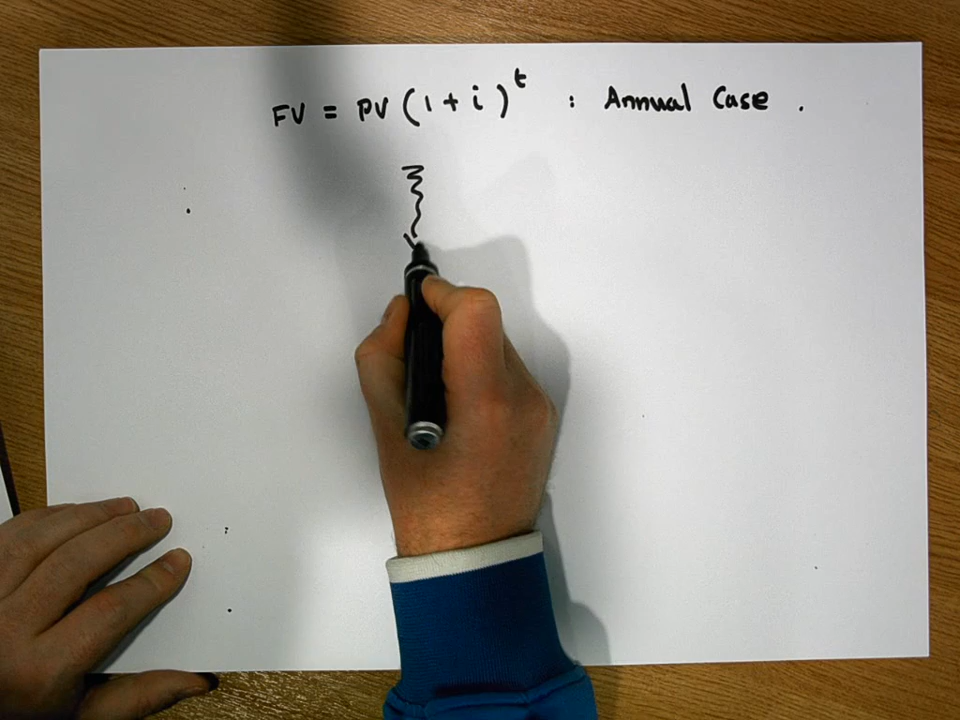 FV = PV (1 + i)^t : Annual Case .